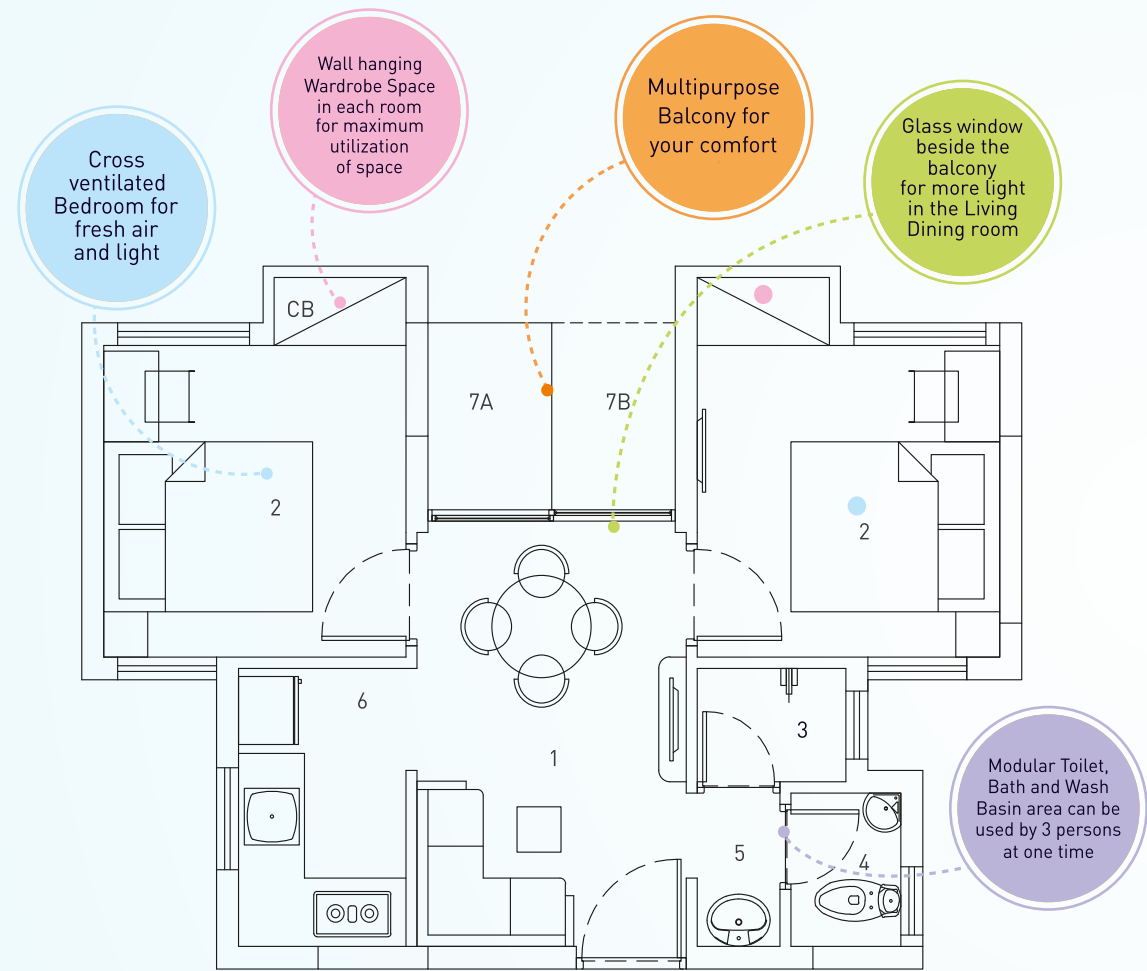 Wall hanging
Wardrobe Space
in each room
for maximum
utilization
of space
Multipurpose
Balcony for
your comfort
Glass window
beside the
balcony
for more light
in the Living
Dining room
Cross
ventilated
Bedroom for
fresh air
and light
CB
7A
7B
2
2
6
3
1
5
4
Modular Toilet,
Bath and Wash
Basin area can be
used by 3 persons
at one time